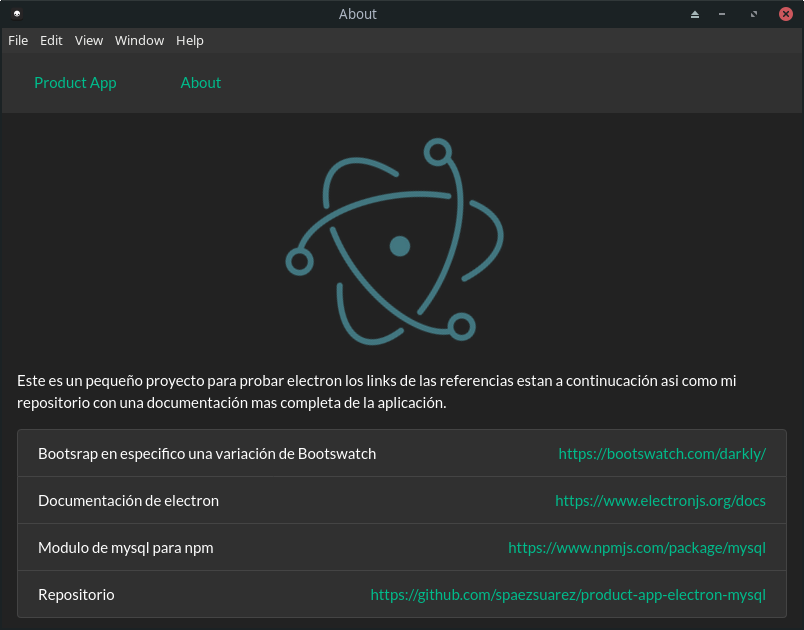 About
File Edit View Window Help
Product App About
Este es un pequeño proyecto para probar electron los links de las referencias estan a continucación asi como mi
repositorio con una documentación mas completa de la aplicación.
Bootsrap en especifico una variación de Bootswatch https://bootswatch.com/darkly/
Documentación de electron https://www.electronjs.org/docs
Modulo de mysql para npm https://www.npmjs.com/package/mysql
Repositorio https://github.com/spaezsuarez/product-app-electron-mysql